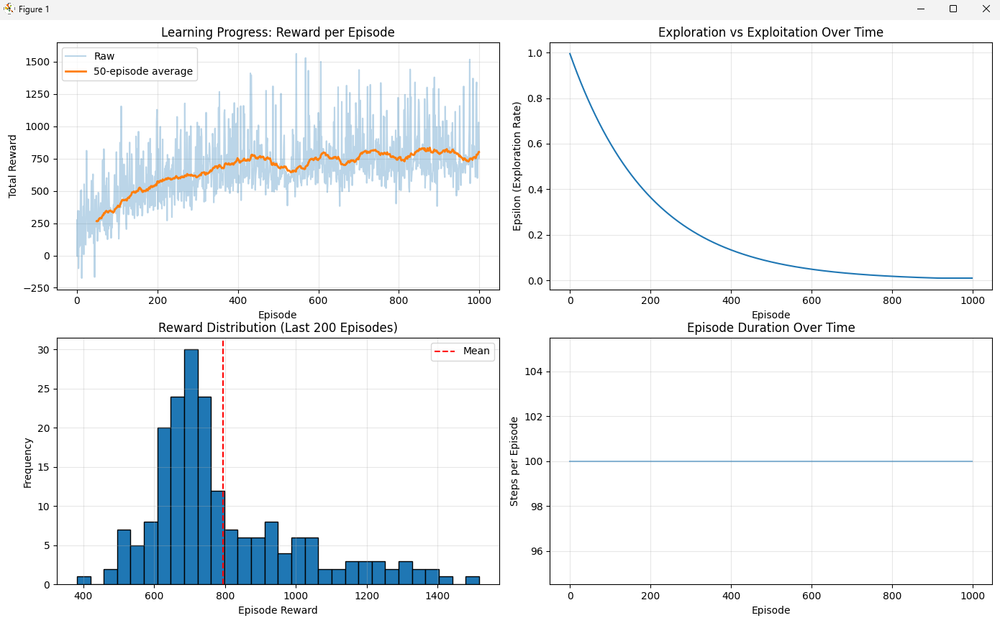 Figure 1
Learning Progress: Reward per Episode
Raw
50-episode average
Total Reward
1500
1250
1000
750
500
250
0
−250
0 200 400 600 800 1000
Episode
Exploration vs Exploitation Over Time
Epsilon (Exploration Rate)
1.0
0.8
0.6
0.4
0.2
0.0
0 200 400 600 800 1000
Episode
Reward Distribution (Last 200 Episodes)
Mean
Frequency
30
25
20
15
10
5
0
400 600 800 1000 1200 1400
Episode Reward
Episode Duration Over Time
Steps per Episode
104
102
100
98
96
0 200 400 600 800 1000
Episode